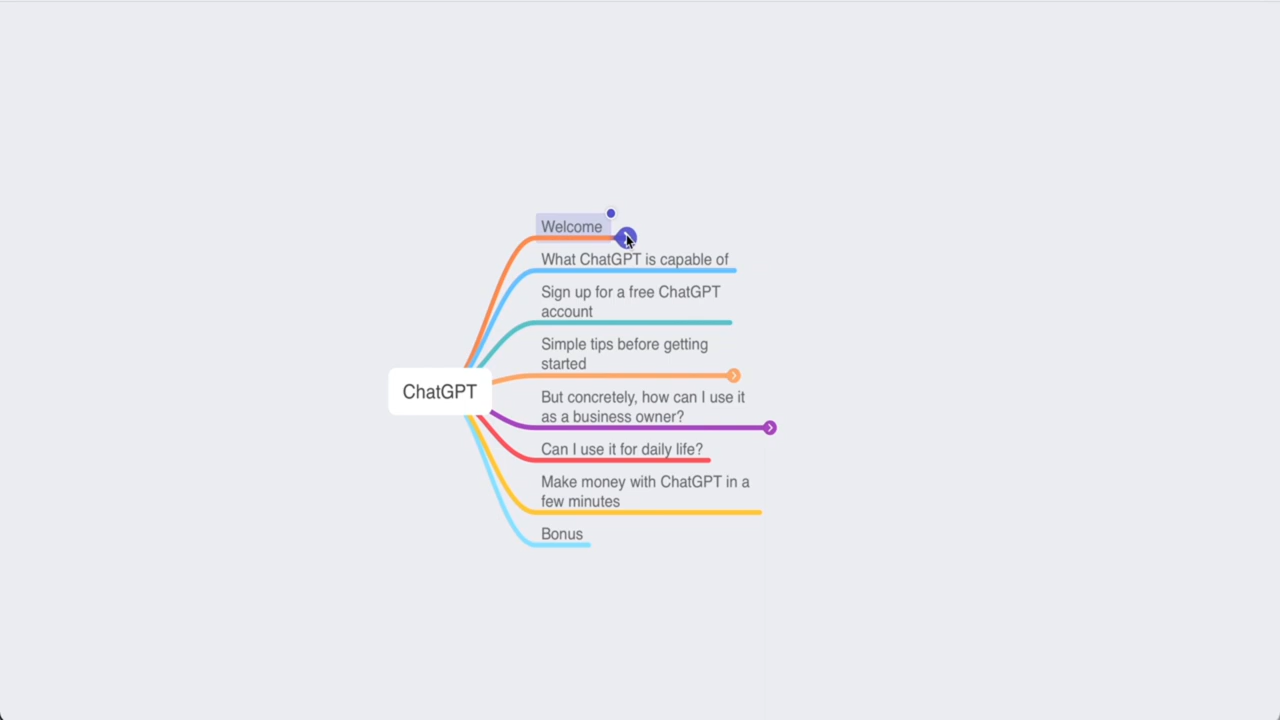 Welcome
What ChatGPT is capable of
Sign up for a free ChatGPT
account
Simple tips before getting
started
ChatGPT
But concretely, how can I use it
as a business owner?
Can I use it for daily life?
Make money with ChatGPT in a
few minutes
Bonus